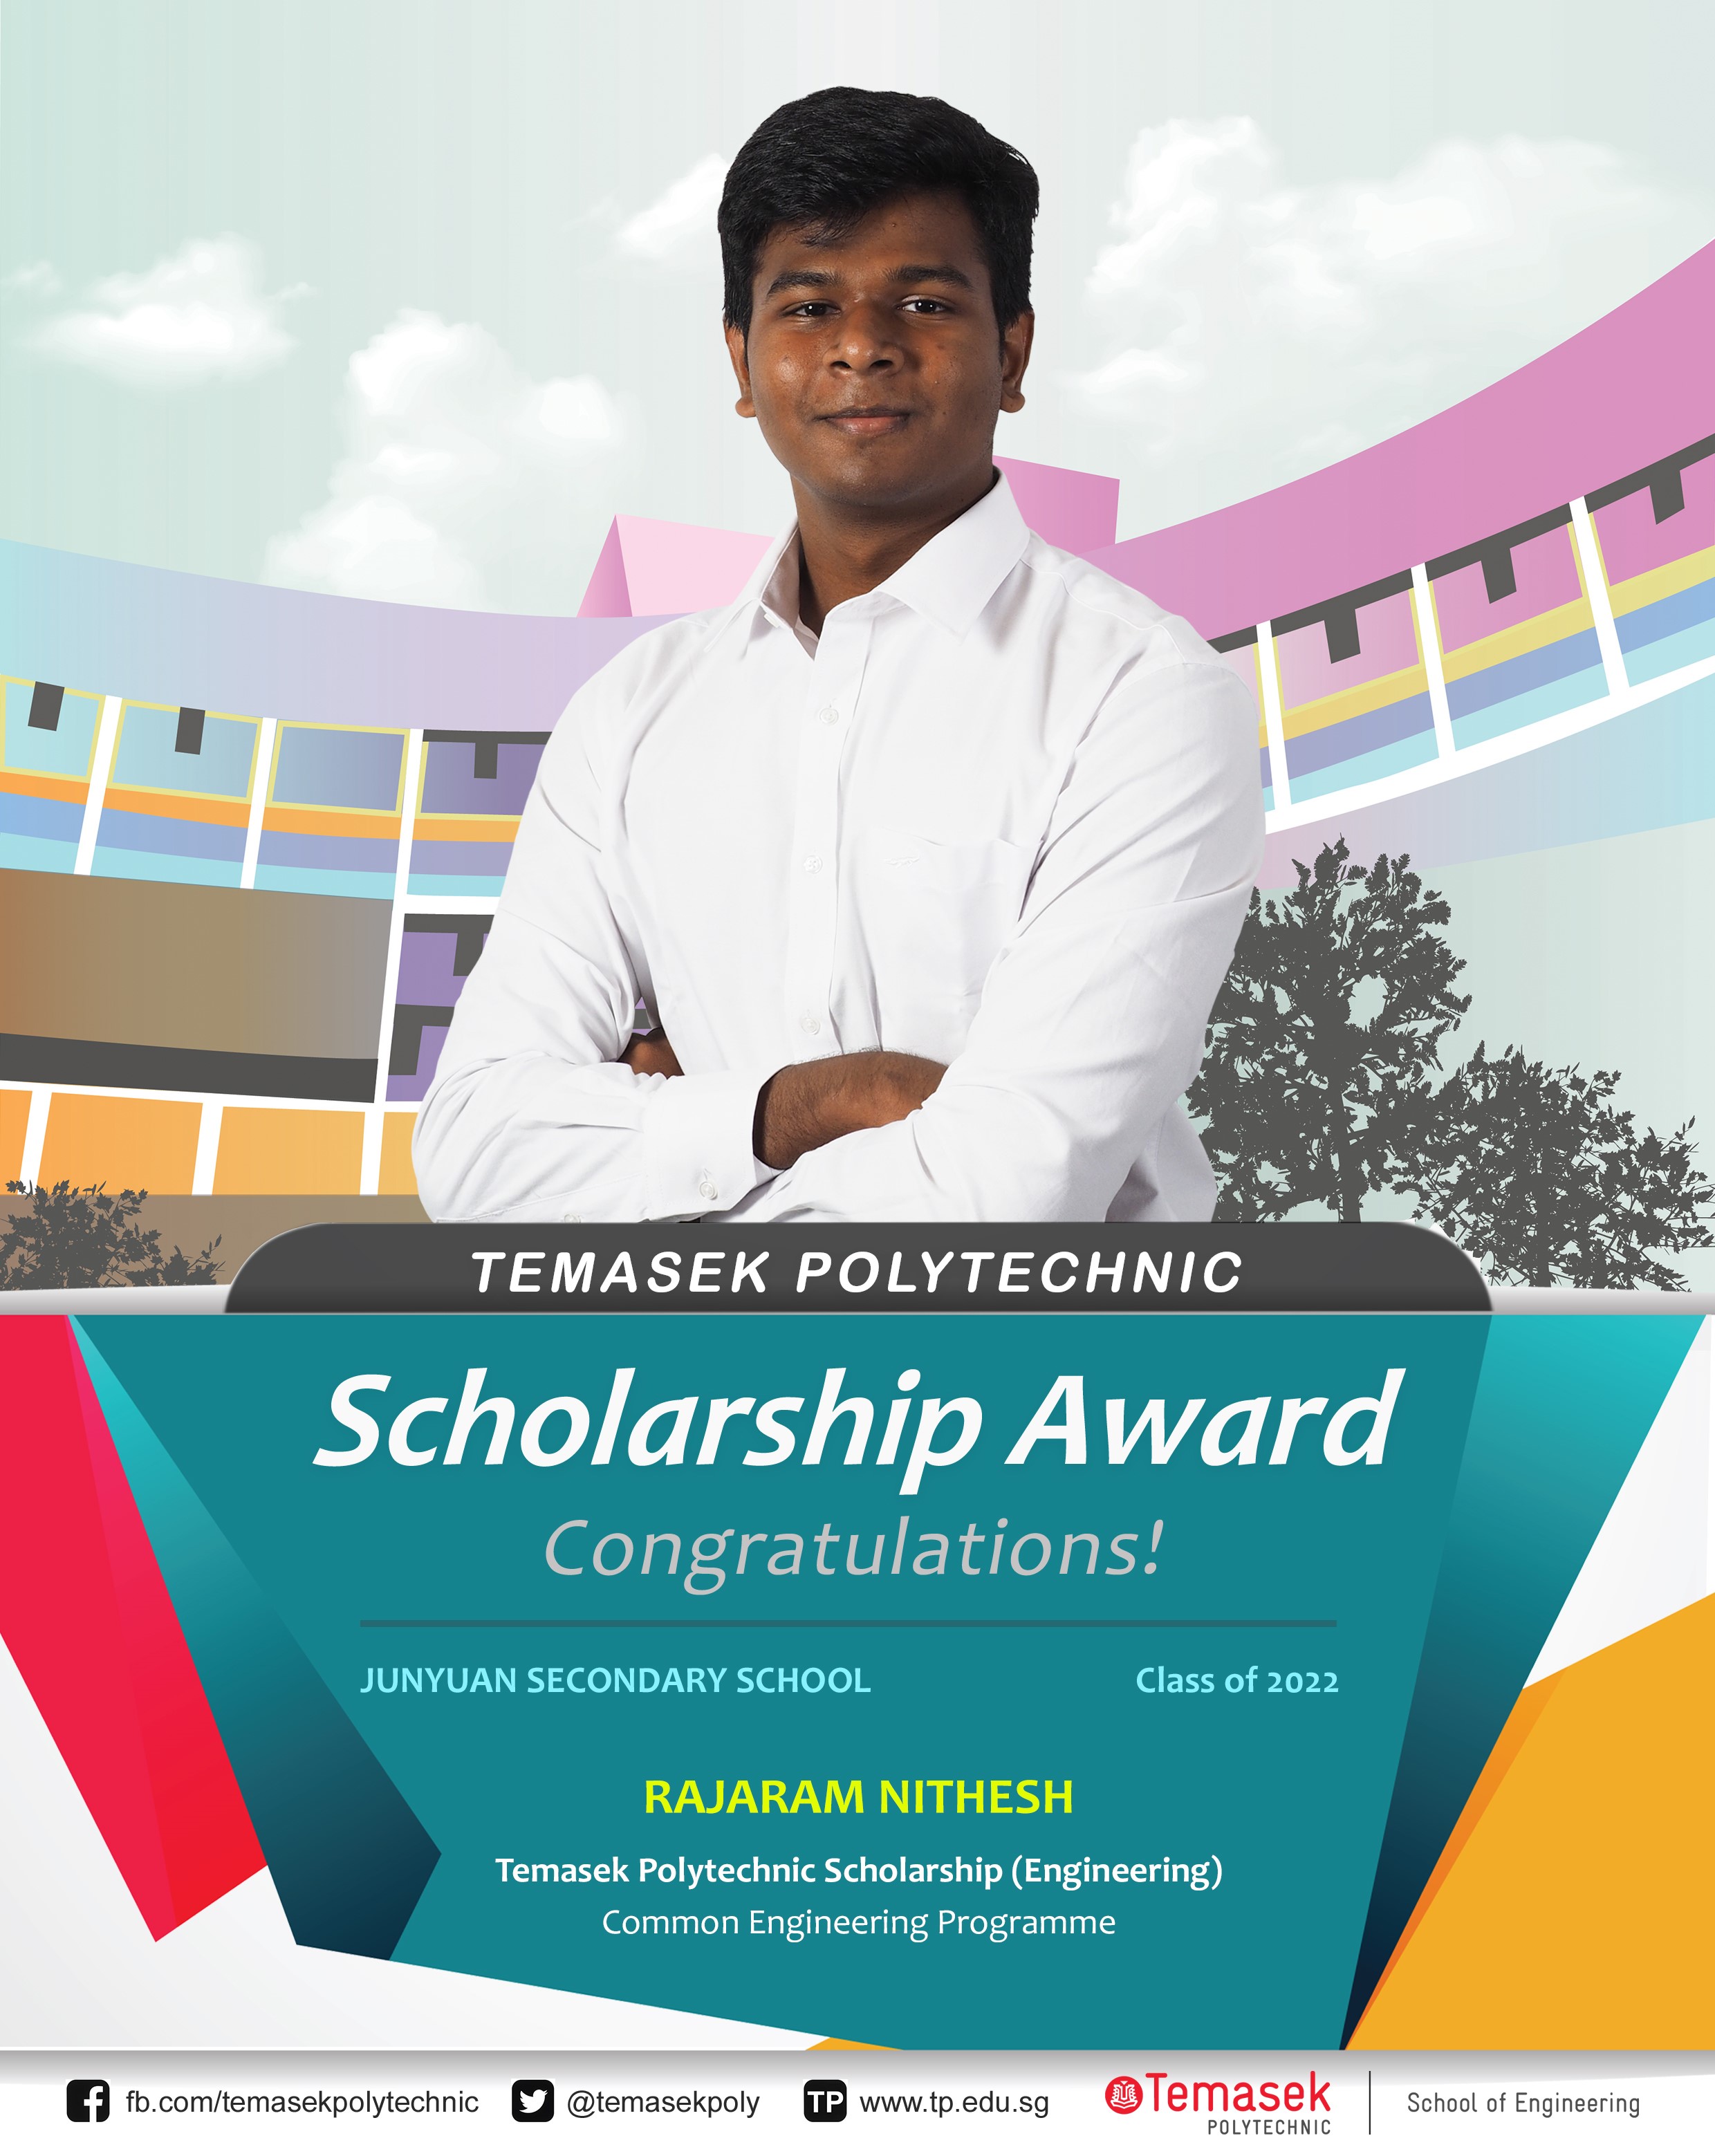 TEMASEK POLYTECHNIC
Scholarship Award
Congratulations!
JUNYUAN SECONDARY SCHOOL Class of 2022
RAJARAM NITHESH
Temasek Polytechnic Scholarship (Engineering)
Common Engineering Programme
fb.com/temasekpolytechnic @temasekpoly TP www.tp.edu.sg Temasek POLYTECHNIC School of Engineering